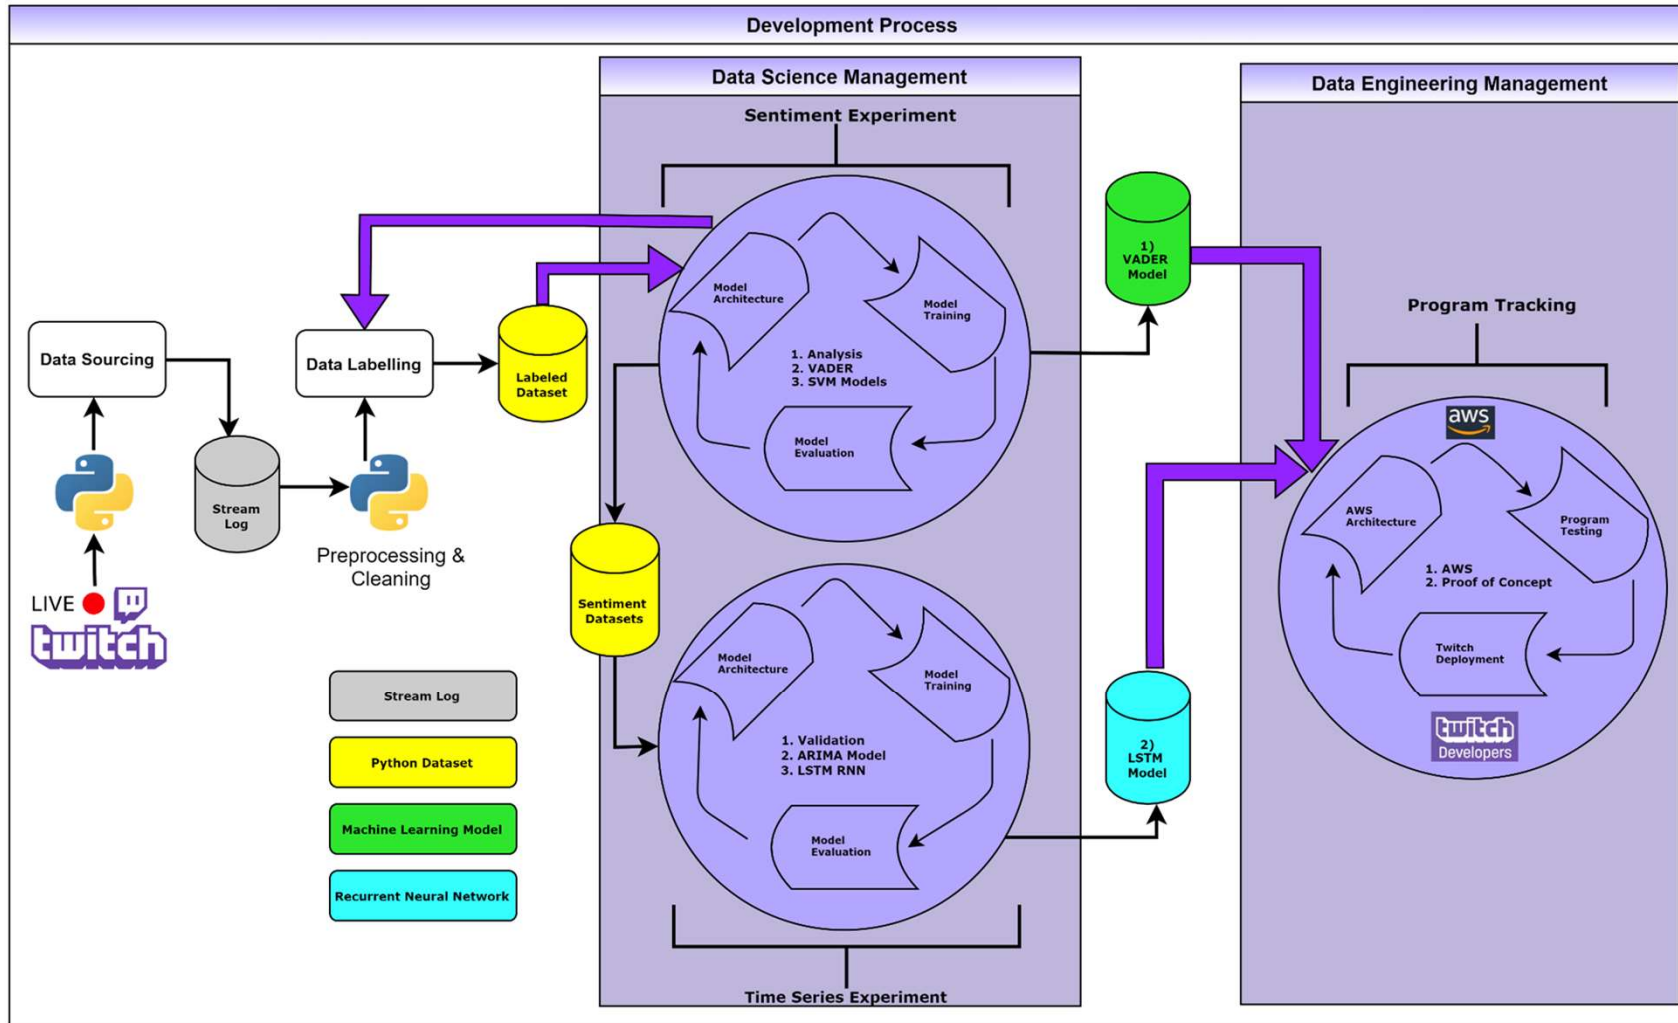 Development Process
Data Science Management
Data Engineering Management
Sentiment Experiment
Model
Architecture
Model
Training
1. Analysis
2. VADER
3. SVM Models
Model
Evaluation
1)
VADER
Model
Program Tracking
aws
AWS
Architecture
Program
Testing
1. AWS
2. Proof of Concept
Twitch
Deployment
twitch
Developers
Data Sourcing
Data Labelling
Labeled
Dataset
Stream
Log
Preprocessing &
Cleaning
LIVE
twitch
Sentiment
Datasets
Model
Architecture
Model
Training
1. Validation
2. ARIMA Model
3. LSTM RNN
Model
Evaluation
2)
LSTM
Model
Stream Log
Python Dataset
Machine Learning Model
Recurrent Neural Network
Time Series Experiment